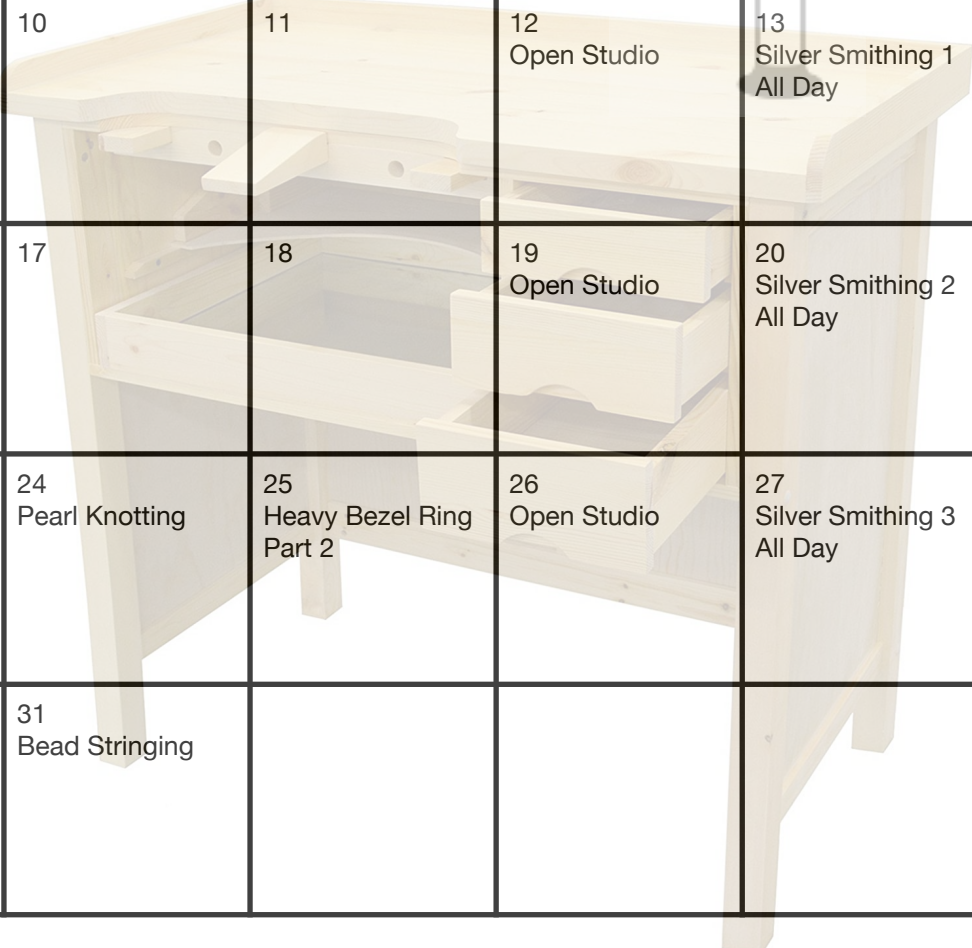 10
11
12
Open Studio
13
Silver Smithing 1
All Day
17
18
19
Open Studio
20
Silver Smithing 2
All Day
24
Pearl Knotting
25
Heavy Bezel Ring
Part 2
26
Open Studio
27
Silver Smithing 3
All Day
31
Bead Stringing